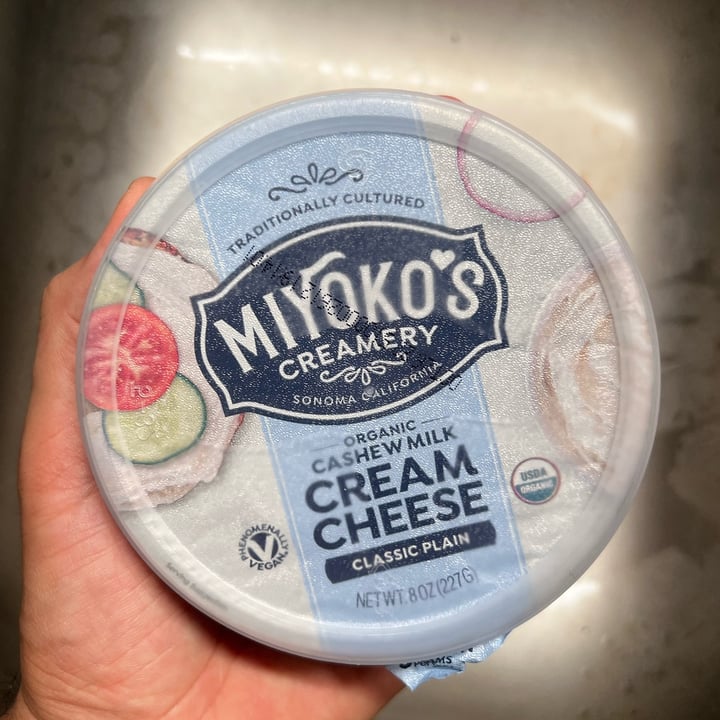 TRADITIONALLY CULTURED
MIYOKO'S
CREAMERY
SONOMA CALIFORNIA
ORGANIC
CASHEW MILK
CREAM
CHEESE
CLASSIC PLAIN
NET WT. 8 OZ (227G)
PHENOMENALLY
VEGAN
USDA
ORGANIC